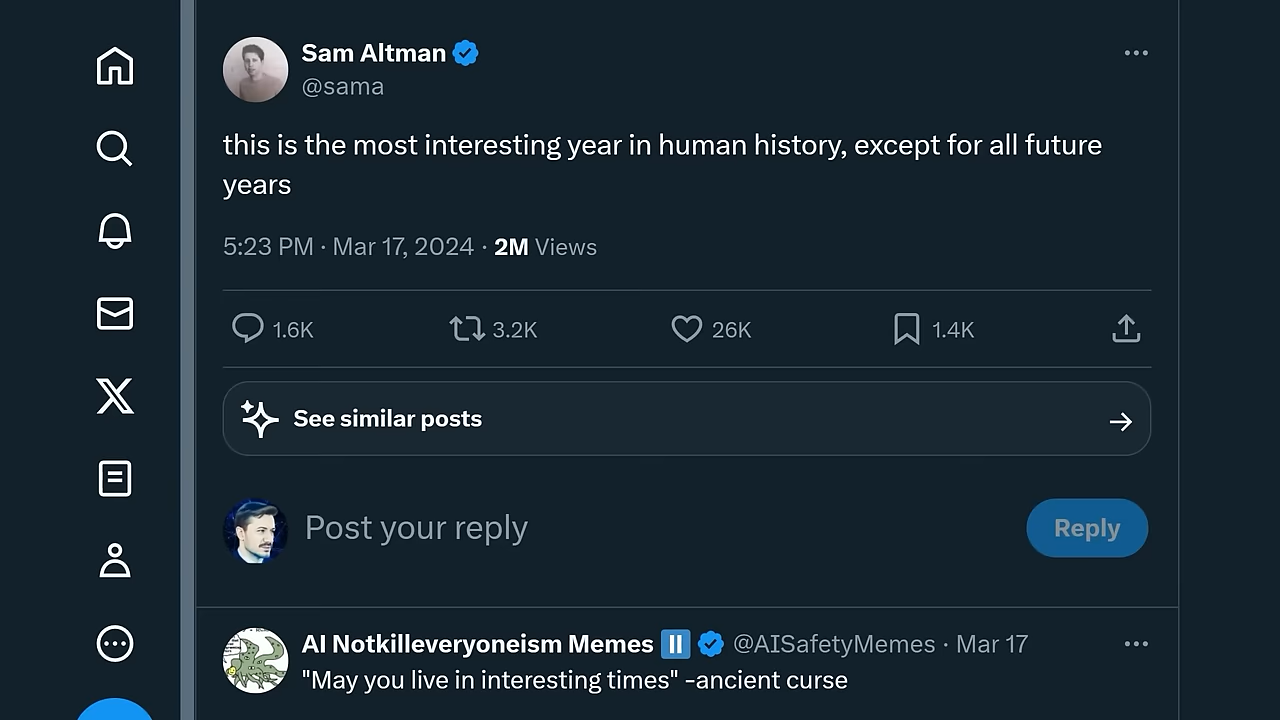 Sam Altman
@sama
this is the most interesting year in human history, except for all future
years
5:23 PM · Mar 17, 2024 · 2M Views
1.6K 3.2K 26K 1.4K
See similar posts
Post your reply Reply
AI Notkilleveryoneism Memes ⏸️ @AISafetyMemes · Mar 17
"May you live in interesting times" -ancient curse